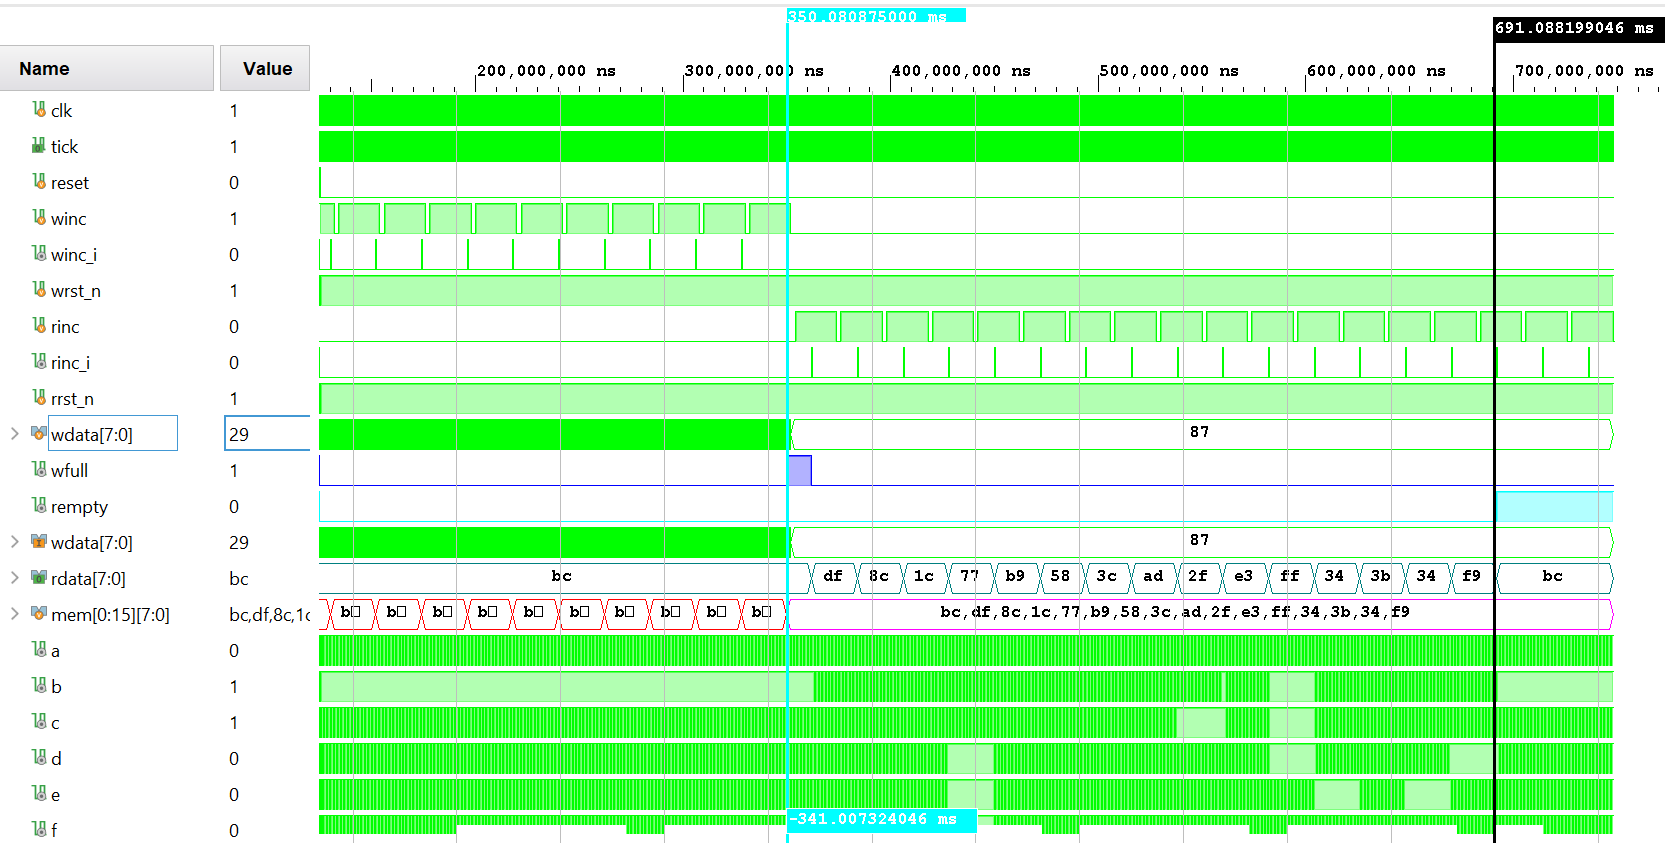 350.080875000 ms
691.088199046 ms
Name Value
200,000,000 ns 300,000,000 ns 400,000,000 ns 500,000,000 ns 600,000,000 ns 700,000,000 ns
clk 1
tick 1
reset 0
winc 1
winc_i 0
wrst_n 1
rinc 0
rinc_i 0
rrst_n 1
wdata[7:0] 29 87
wfull 1
rempty 0
wdata[7:0] 29 87
rdata[7:0] bc bc df 8c 1c 77 b9 58 3c ad 2f e3 ff 34 3b 34 f9 bc
mem[0:15][7:0] bc,df,8c,1c b b b b b b b b b b bc,df,8c,1c,77,b9,58,3c,ad,2f,e3,ff,34,3b,34,f9
a 0
b 1
c 1
d 0
e 0
f 0
-341.007324046 ms